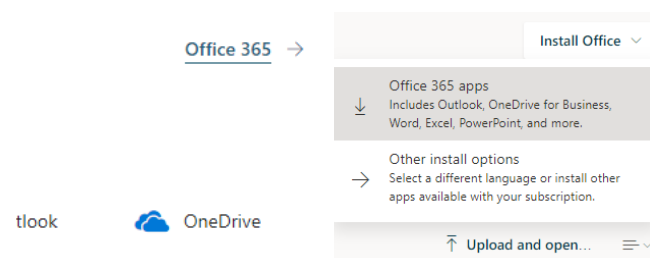 Office 365
tlook
OneDrive
Install Office
Office 365 apps
Includes Outlook, OneDrive for Business,
Word, Excel, PowerPoint, and more.
Other install options
Select a different language or install other
apps available with your subscription.
Upload and open...